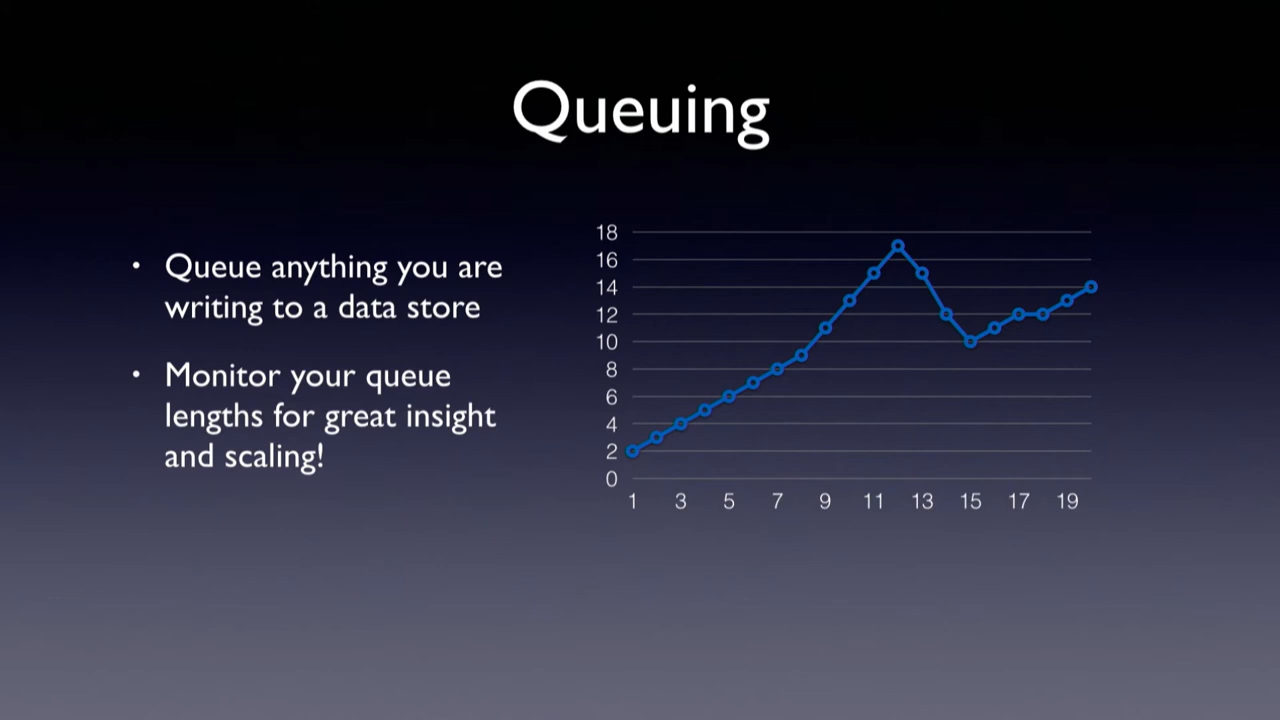 Queuing
• Queue anything you are
writing to a data store
• Monitor your queue
lengths for great insight
and scaling!
18
16
14
12
10
8
6
4
2
0
1 3 5 7 9 11 13 15 17 19